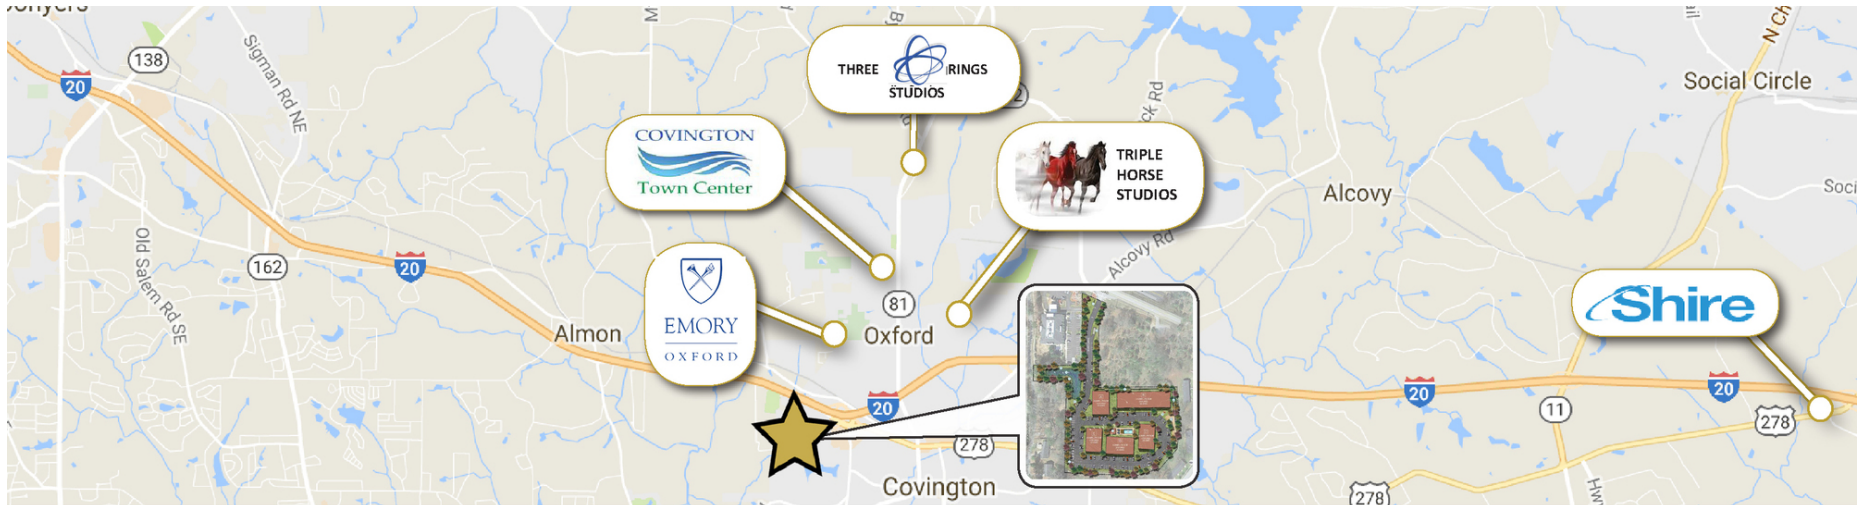 138
20
Sigman Rd NE
THREE RINGS
STUDIOS
Social Circle
COVINGTON
Town Center
TRIPLE
HORSE
STUDIOS
Alcovy
Alcovy Rd
Old Salem Rd SE
162
20
EMORY
OXFORD
81
Oxford
Almon
Shire
20
20
20
11
278
278
278
Covington